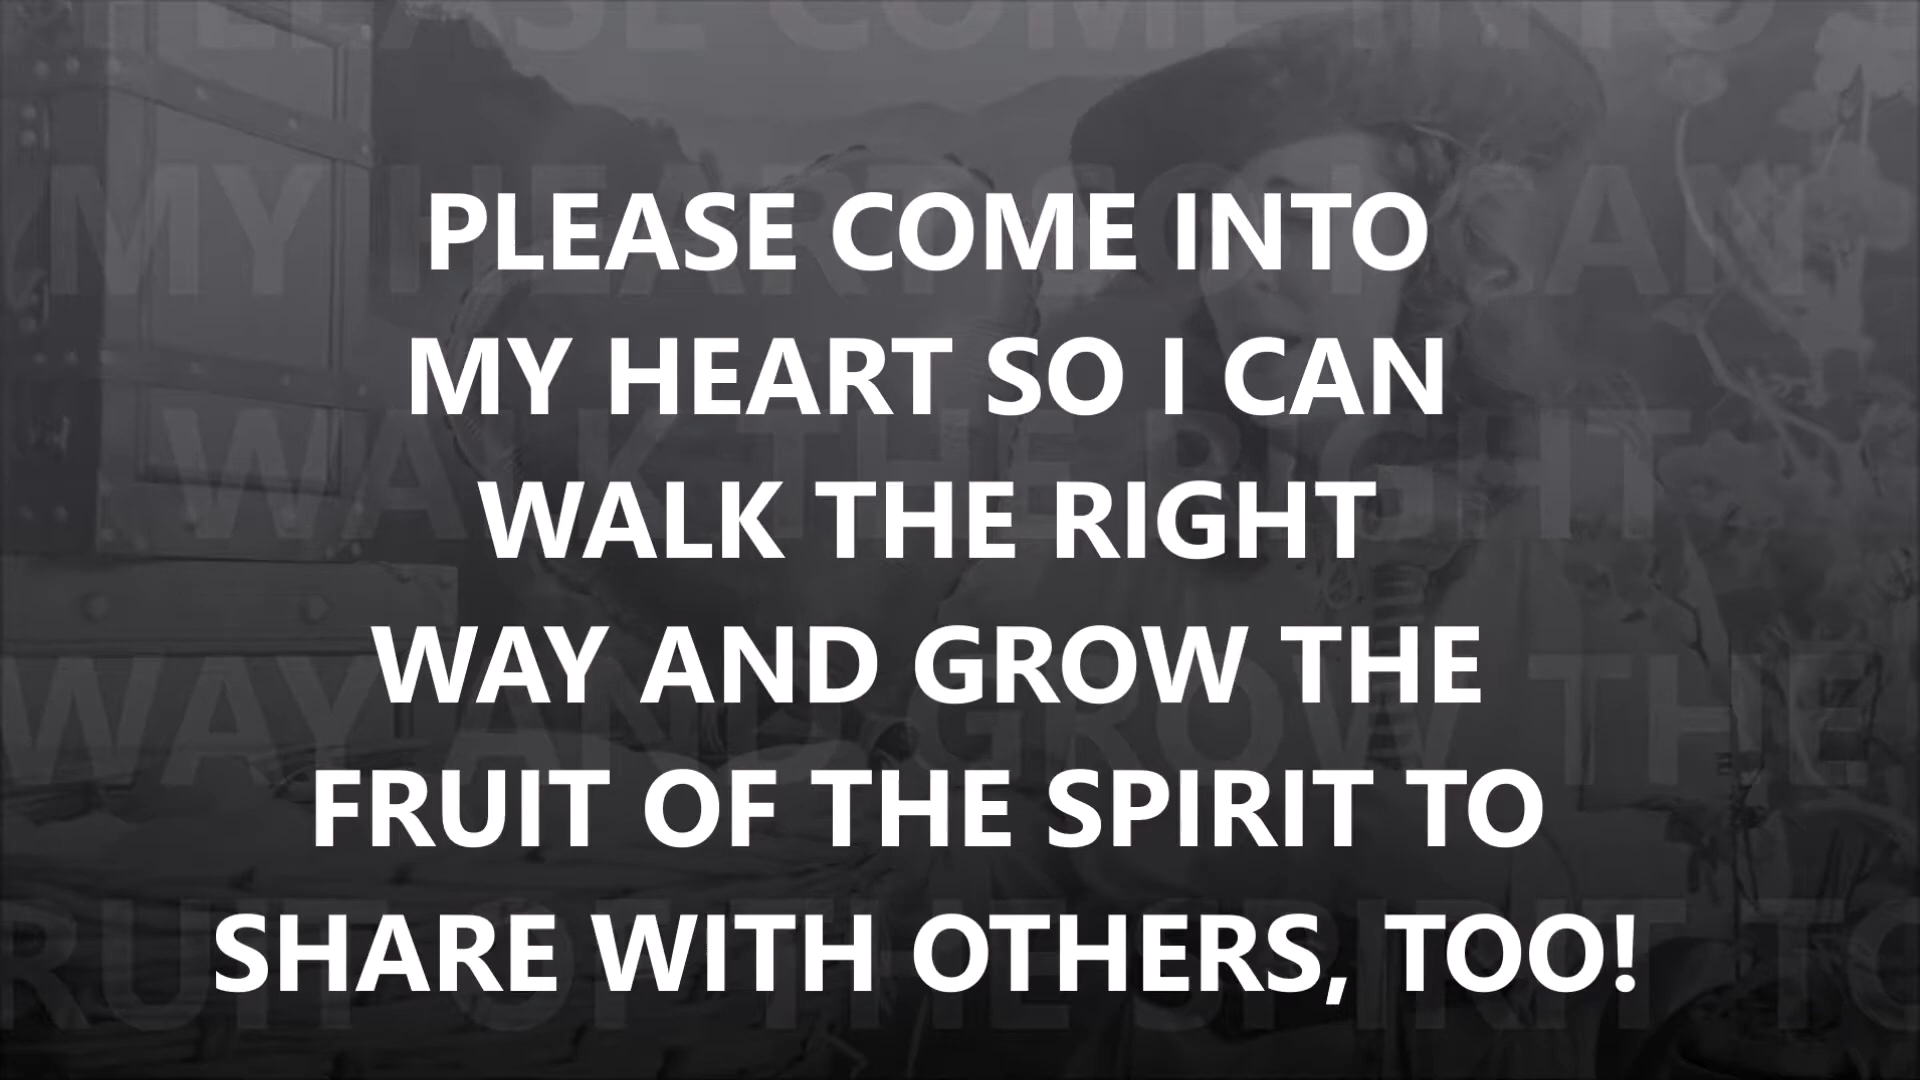 PLEASE COME INTO
MY HEART SO I CAN
WALK THE RIGHT
WAY AND GROW THE
FRUIT OF THE SPIRIT TO
SHARE WITH OTHERS, TOO!